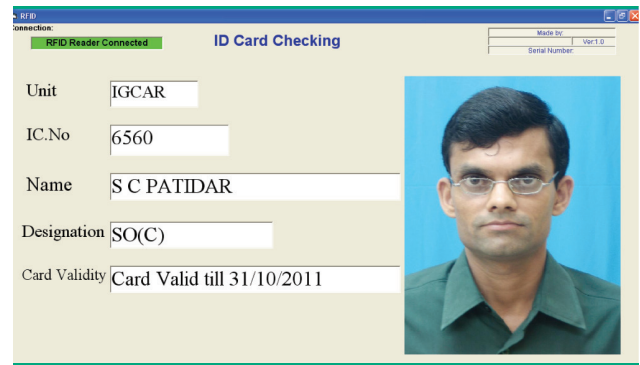 RFID
Connection:
RFID Reader Connected
ID Card Checking
Made by:
Ver:1.0
Serial Number:
Unit IGCAR
IC.No 6560
Name S C PATIDAR
Designation SO(C)
Card Validity Card Valid till 31/10/2011